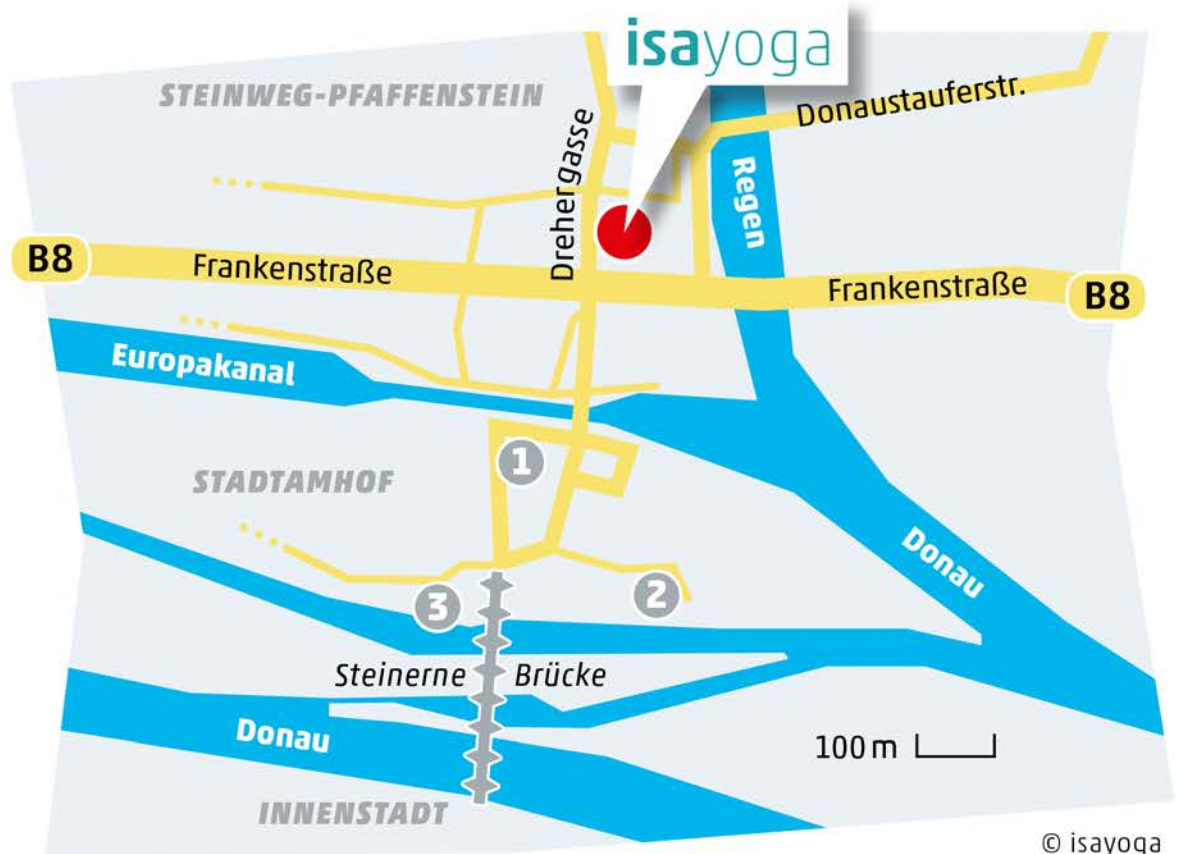 isayoga
STEINWEG-PFAFFENSTEIN
Donaustauferstr.
Drehergasse
Regen
B8
Frankenstraße
Frankenstraße
B8
Europakanal
1
STADTAMHOF
Donau
3
2
Steinerne Brücke
Donau
100 m
INNENSTADT
© isayoga